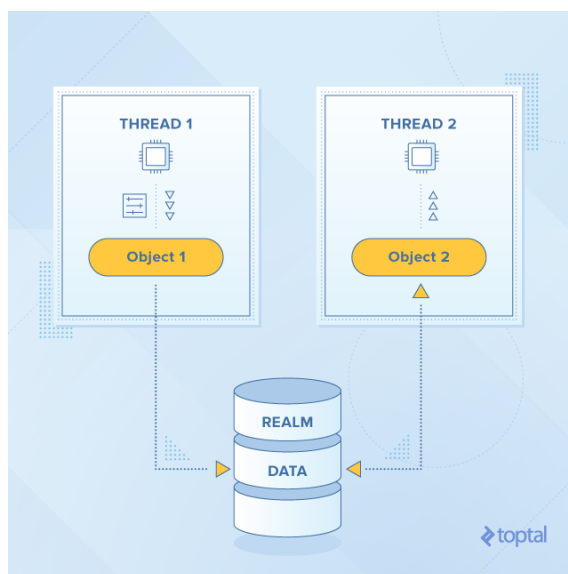 THREAD 1
THREAD 2
Object 1
Object 2
REALM
DATA
toptal